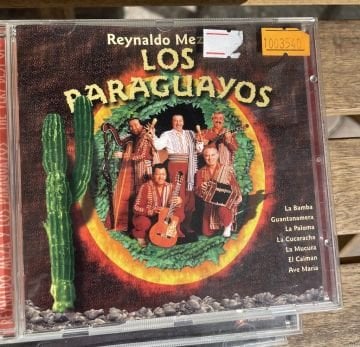 Reynaldo Mez
1003540
LOS
PARAGUAYOS
La Bamba
Guantanamera
La Paloma
La Cucaracha
La Mucura
El Caiman
Ave Maria